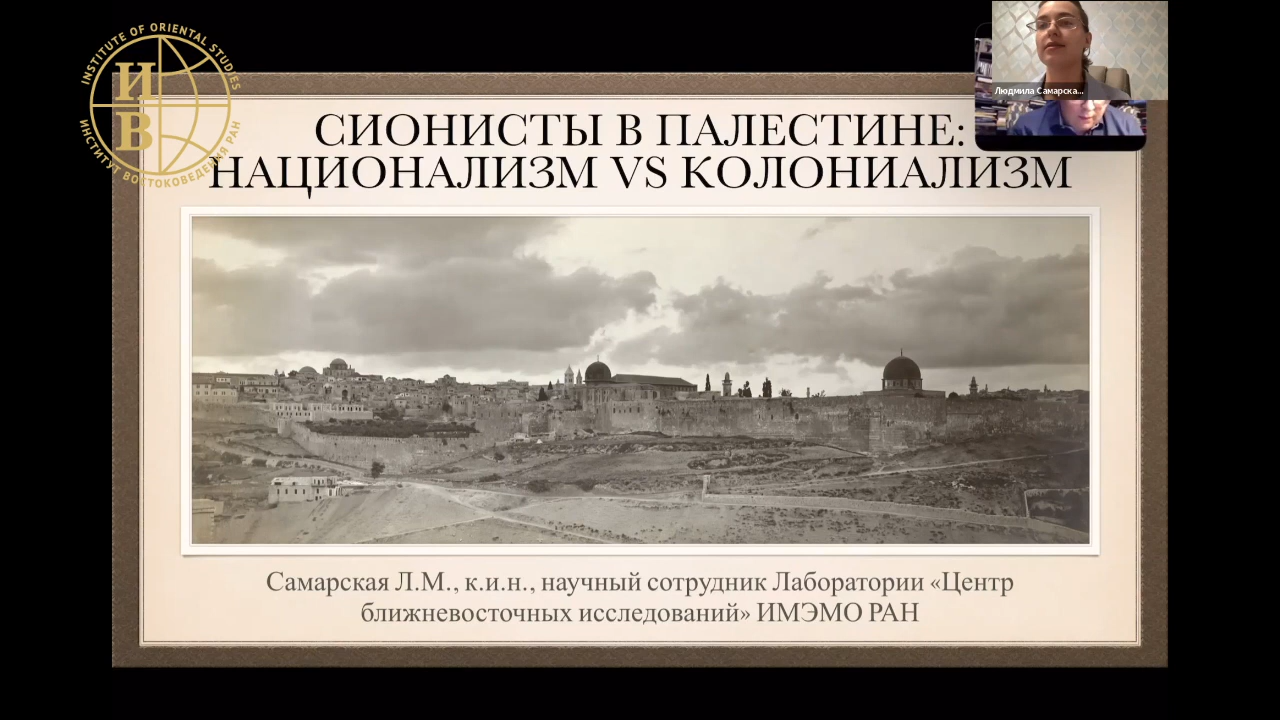 INSTITUTE OF ORIENTAL STUDIES
ИВ
ИНСТИТУТ ВОСТОКОВЕДЕНИЯ РАН
Людмила Самарска...
СИОНИСТЫ В ПАЛЕСТИНЕ:
НАЦИОНАЛИЗМ VS КОЛОНИАЛИЗМ
Самарская Л.М., к.и.н., научный сотрудник Лаборатории «Центр
ближневосточных исследований» ИМЭМО РАН